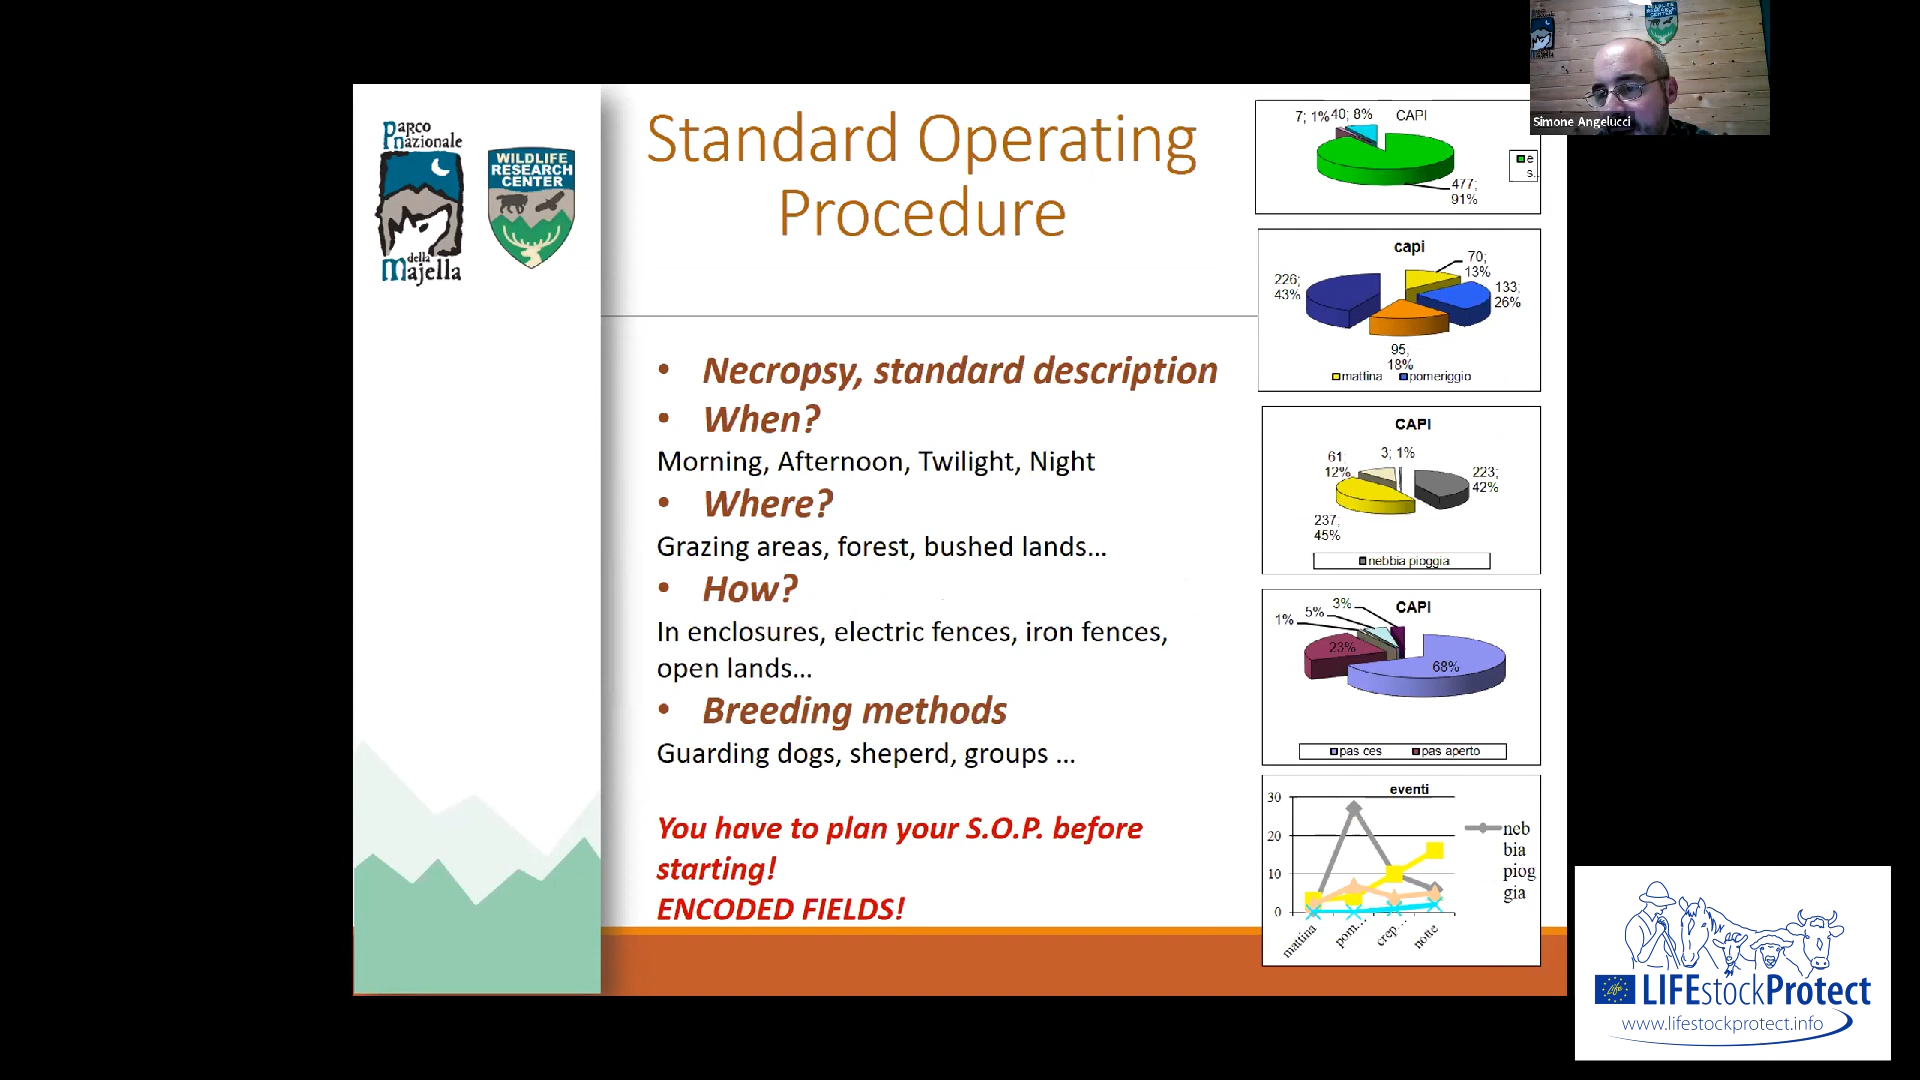 Parco
Nazionale
della
Majella
WILDLIFE
RESEARCH
CENTER
Standard Operating
Procedure
• Necropsy, standard description
• When?
Morning, Afternoon, Twilight, Night
• Where?
Grazing areas, forest, bushed lands...
• How?
In enclosures, electric fences, iron fences,
open lands...
• Breeding methods
Guarding dogs, sheperd, groups ...
You have to plan your S.O.P. before
starting!
ENCODED FIELDS!
7; 1% 40; 8% CAPI
e
s..
477;
91%
capi
70;
13%
226;
43%
133;
26%
95;
18%
mattina pomeriggio
CAPI
61;
12%
3; 1%
223;
42%
237;
45%
nebbia pioggia
CAPI
1% 5% 3%
23%
68%
pas ces pas aperto
eventi
30
20
10
0
mattina pom... crep... notte
neb
bia
piog
gia
Simone Angelucci
LIFEstockProtect
www.lifestockprotect.info